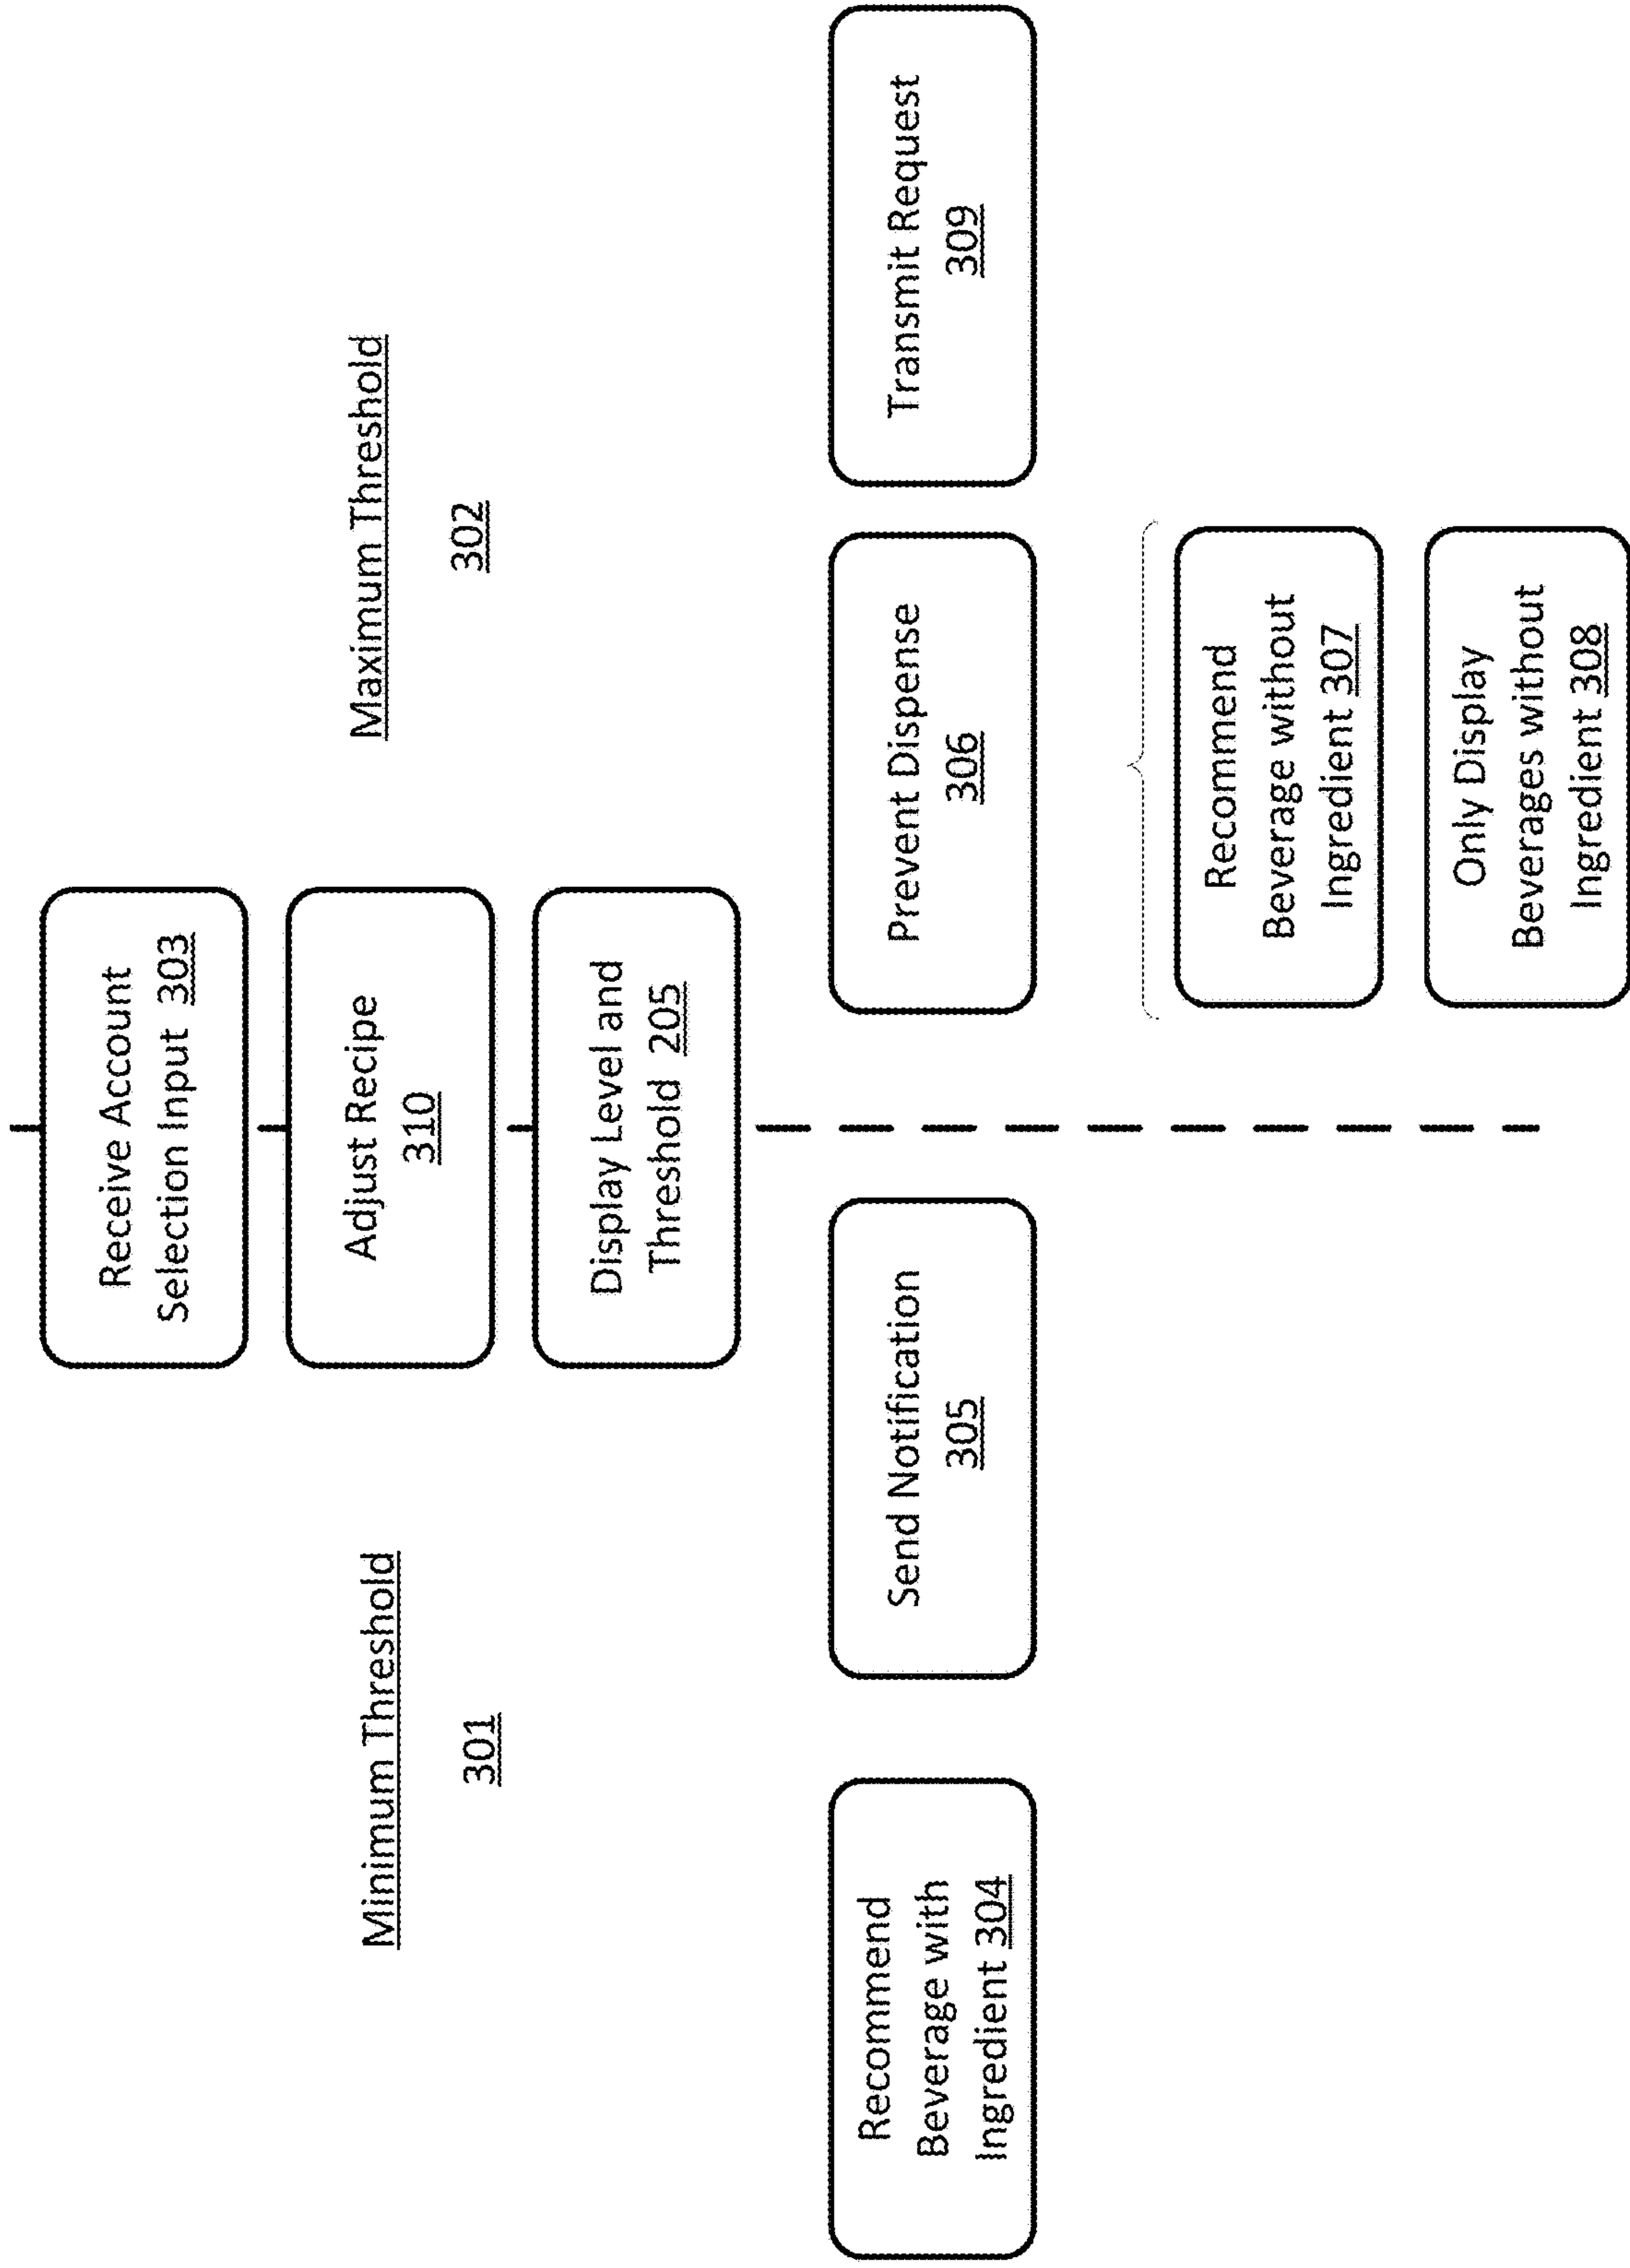 Receive Account
Selection Input 303
Minimum Threshold
301
Adjust Recipe
310
Maximum Threshold
302
Display Level and
Threshold 205
Recommend
Beverage with
Ingredient 304
Send Notification
305
Prevent Dispense
306
Transmit Request
309
Recommend
Beverage without
Ingredient 307
Only Display
Beverages without
Ingredient 308